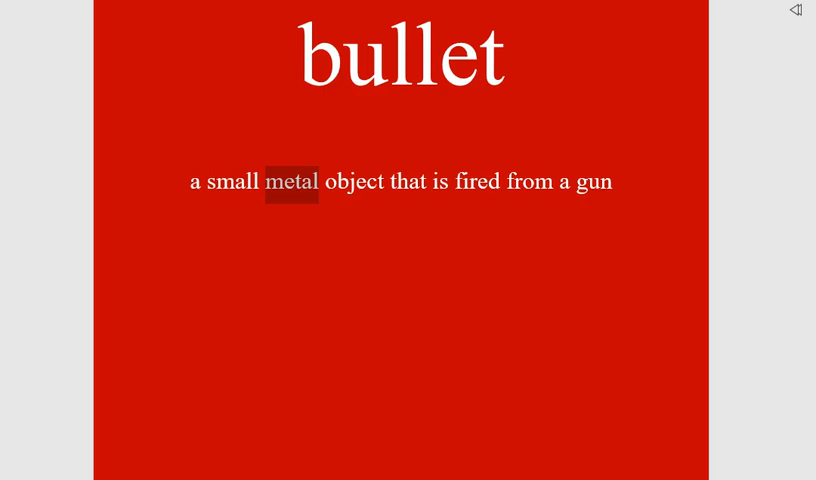 bullet
a small metal object that is fired from a gun